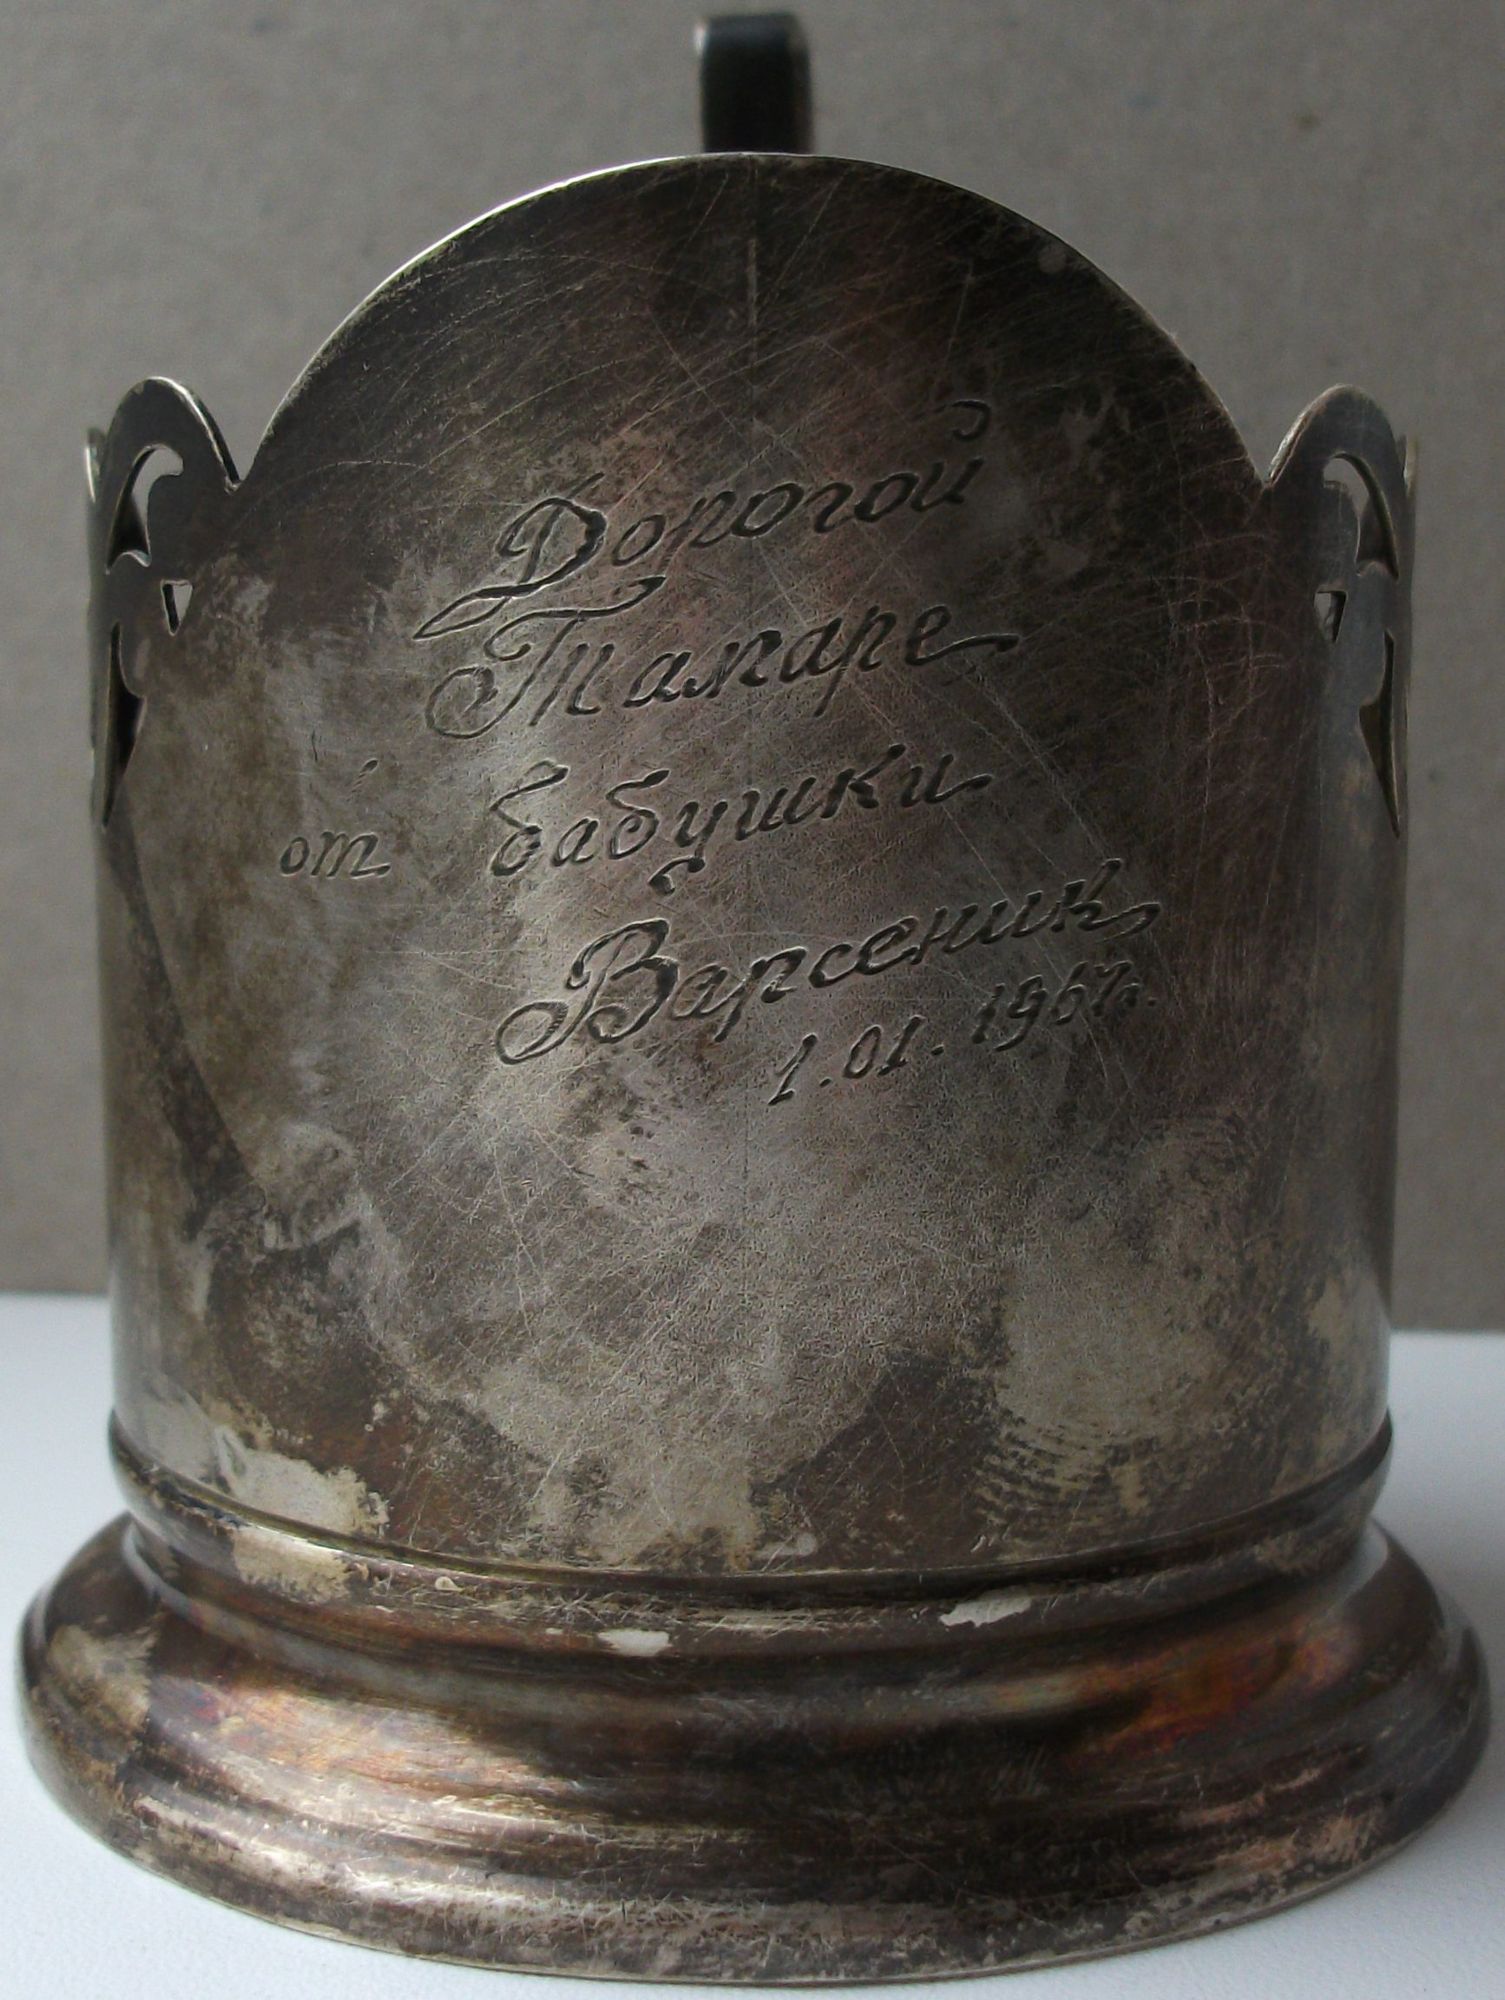 Дорогой
Тамаре
от бабушки
Варсеник
1.01.1967г.